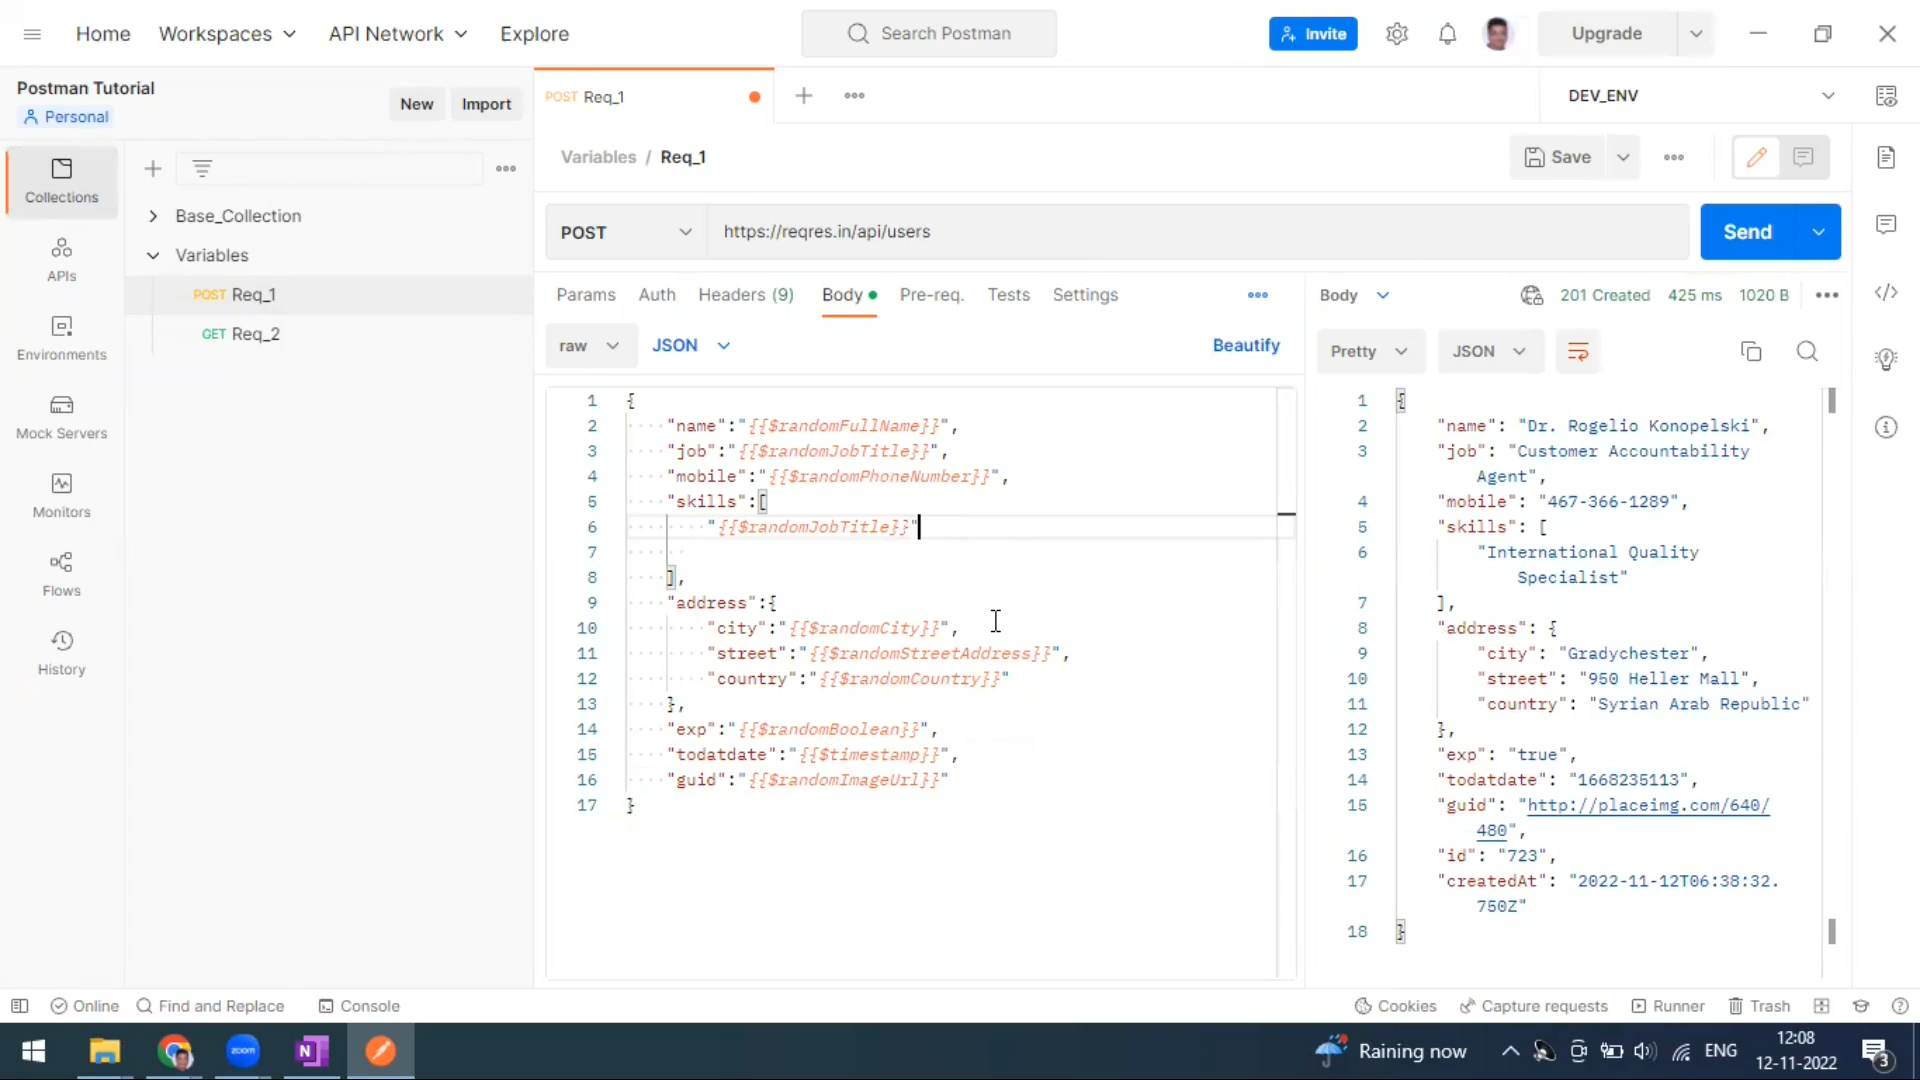 Home Workspaces API Network Explore Search Postman Invite Upgrade
Postman Tutorial
Personal
New Import
POST Req_1
DEV_ENV
Variables / Req_1
Save
Collections
APIs
Environments
Mock Servers
Monitors
Flows
History
Base_Collection
Variables
POST Req_1
GET Req_2
POST https://reqres.in/api/users Send
Params Auth Headers (9) Body Pre-req. Tests Settings
raw JSON Beautify
1 {
2 "name":"{{$randomFullName}}",
3 "job":"{{$randomJobTitle}}",
4 "mobile":"{{$randomPhoneNumber}}",
5 "skills":[
6 "{{$randomJobTitle}}"
7
8 ],
9 "address":{
10 "city":"{{$randomCity}}",
11 "street":"{{$randomStreetAddress}}",
12 "country":"{{$randomCountry}}"
13 },
14 "exp":"{{$randomBoolean}}",
15 "todatdate":"{{$timestamp}}",
16 "guid":"{{$randomImageUrl}}"
17 }
Body 201 Created 425 ms 1020 B
Pretty JSON
1 {
2 "name": "Dr. Rogelio Konopelski",
3 "job": "Customer Accountability
Agent",
4 "mobile": "467-366-1289",
5 "skills": [
6 "International Quality
Specialist"
7 ],
8 "address": {
9 "city": "Gradychester",
10 "street": "950 Heller Mall",
11 "country": "Syrian Arab Republic"
12 },
13 "exp": "true",
14 "todatdate": "1668235113",
15 "guid": "http://placeimg.com/640/
480",
16 "id": "723",
17 "createdAt": "2022-11-12T06:38:32.
750Z"
18 }
Online Find and Replace Console Cookies Capture requests Runner Trash
zoom
N
Raining now
ENG
12:08
12-11-2022
3